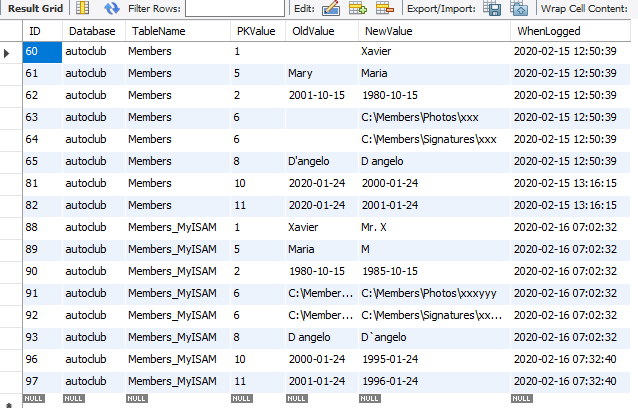 Result Grid Filter Rows: Edit: Export/Import: Wrap Cell Content:
ID Database TableName PKValue OldValue NewValue WhenLogged
60 autoclub Members 1 Xavier 2020-02-15 12:50:39
61 autoclub Members 5 Mary Maria 2020-02-15 12:50:39
62 autoclub Members 2 2001-10-15 1980-10-15 2020-02-15 12:50:39
63 autoclub Members 6 C:\Members\Photos\xxx 2020-02-15 12:50:39
64 autoclub Members 6 C:\Members\Signatures\xxx 2020-02-15 12:50:39
65 autoclub Members 8 D'angelo D angelo 2020-02-15 12:50:39
81 autoclub Members 10 2020-01-24 2000-01-24 2020-02-15 13:16:15
82 autoclub Members 11 2020-01-24 2001-01-24 2020-02-15 13:16:15
88 autoclub Members_MyISAM 1 Xavier Mr. X 2020-02-16 07:02:32
89 autoclub Members_MyISAM 5 Maria M 2020-02-16 07:02:32
90 autoclub Members_MyISAM 2 1980-10-15 1985-10-15 2020-02-16 07:02:32
91 autoclub Members_MyISAM 6 C:\Member... C:\Members\Photos\xxxyyy 2020-02-16 07:02:32
92 autoclub Members_MyISAM 6 C:\Member... C:\Members\Signatures\xx... 2020-02-16 07:02:32
93 autoclub Members_MyISAM 8 D angelo D`angelo 2020-02-16 07:02:32
96 autoclub Members_MyISAM 10 2000-01-24 1995-01-24 2020-02-16 07:32:40
97 autoclub Members_MyISAM 11 2001-01-24 1996-01-24 2020-02-16 07:32:40
NULL NULL NULL NULL NULL NULL NULL